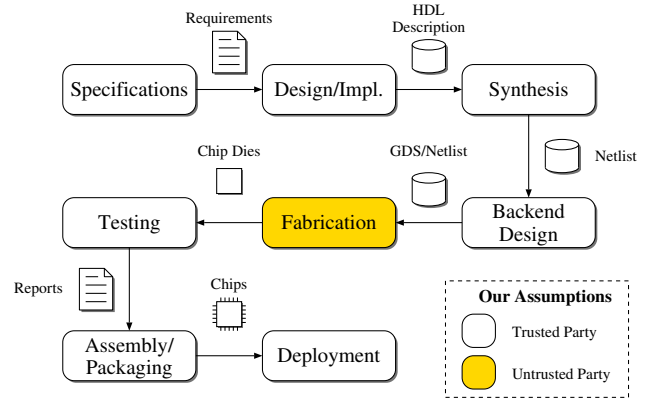 Requirements
HDL
Description
Specifications
Design/Impl.
Synthesis
Netlist
Chip Dies
GDS/Netlist
Testing
Fabrication
Backend
Design
Reports
Chips
Assembly/
Packaging
Deployment
Our Assumptions
Trusted Party
Untrusted Party